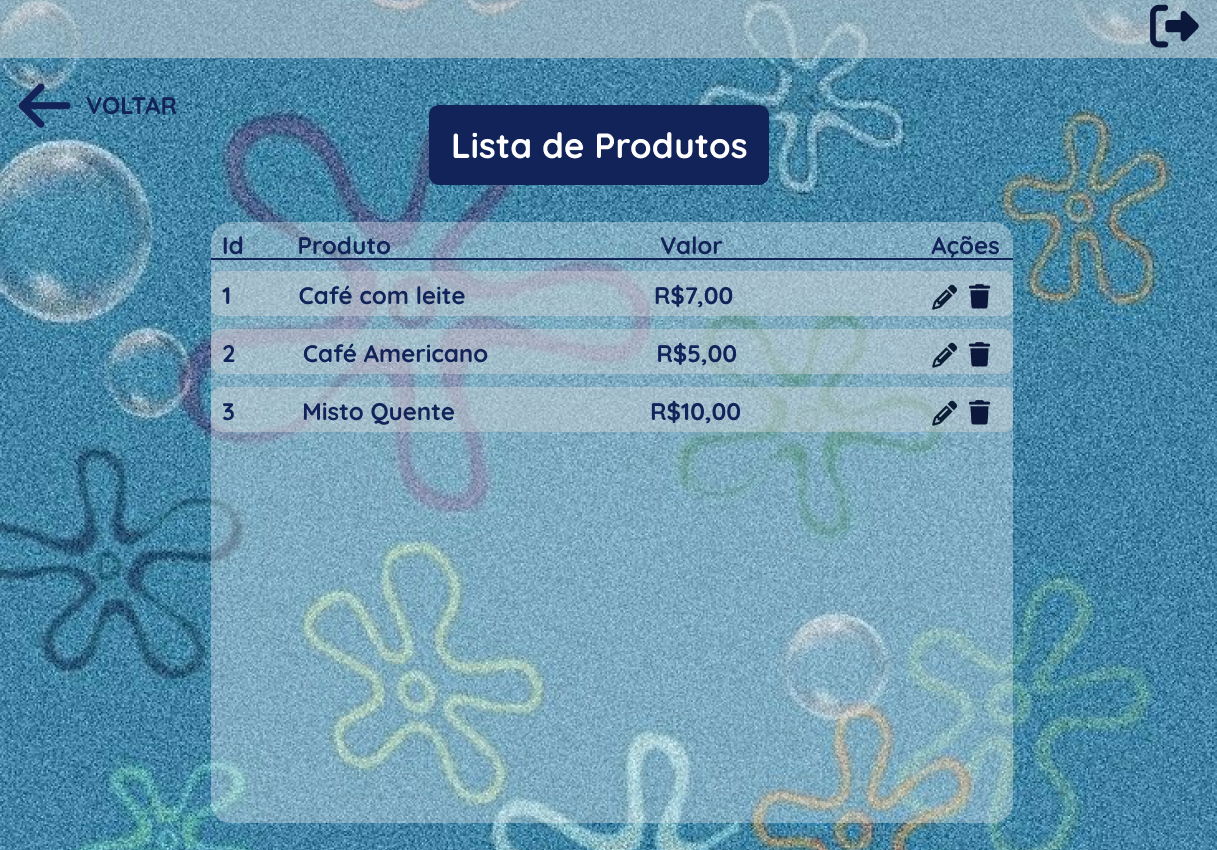 VOLTAR
Lista de Produtos
Id Produto Valor Ações
1 Café com leite R$7,00
2 Café Americano R$5,00
3 Misto Quente R$10,00